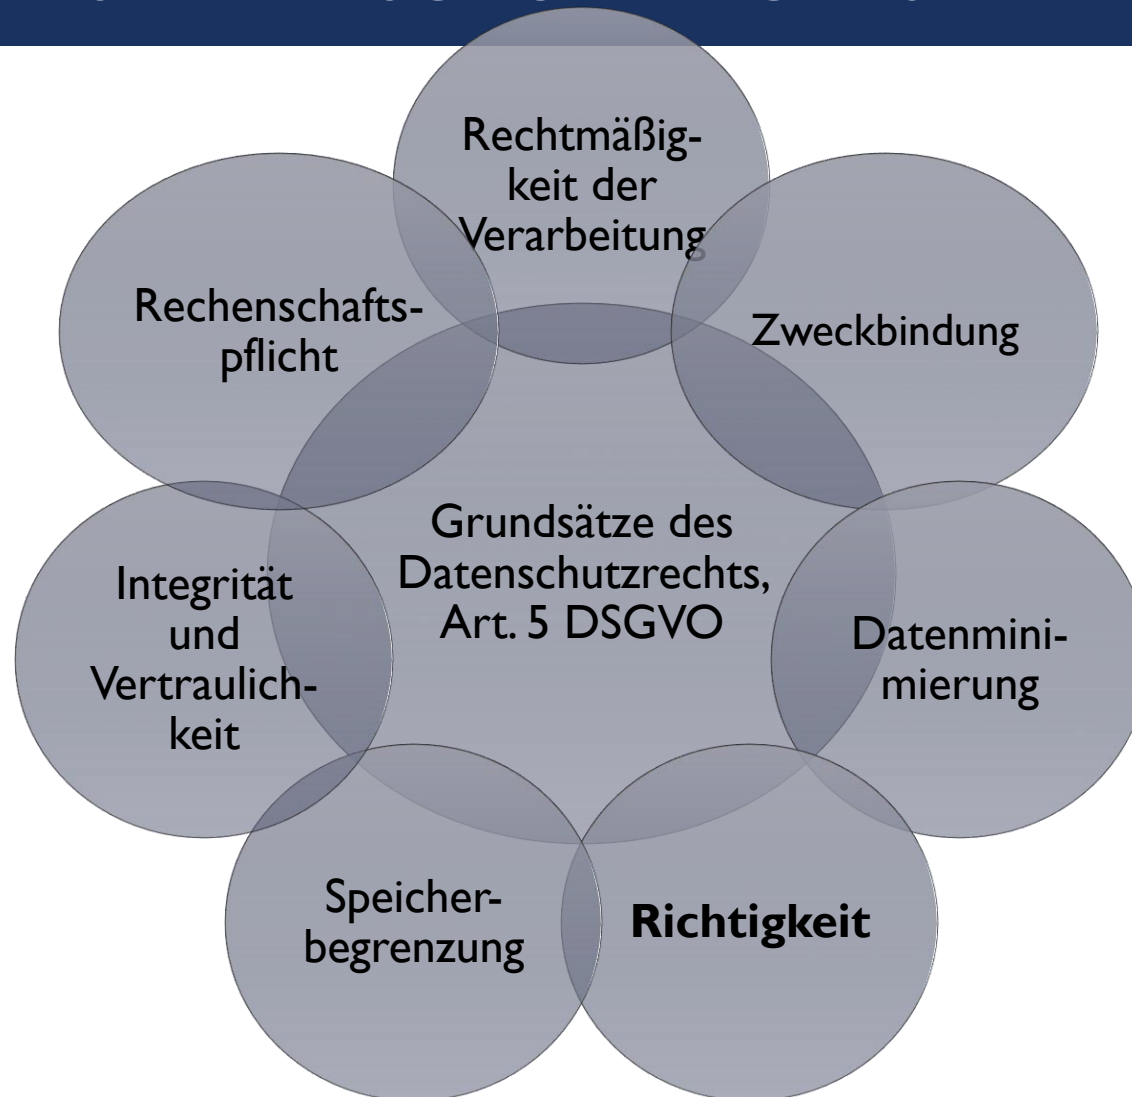 Rechtmäßig-
keit der
Verarbeitung
Zweckbindung
Datenmini-
mierung
Richtigkeit
Speicher-
begrenzung
Integrität
und
Vertraulich-
keit
Rechenschafts-
pflicht
Grundsätze des
Datenschutzrechts,
Art. 5 DSGVO